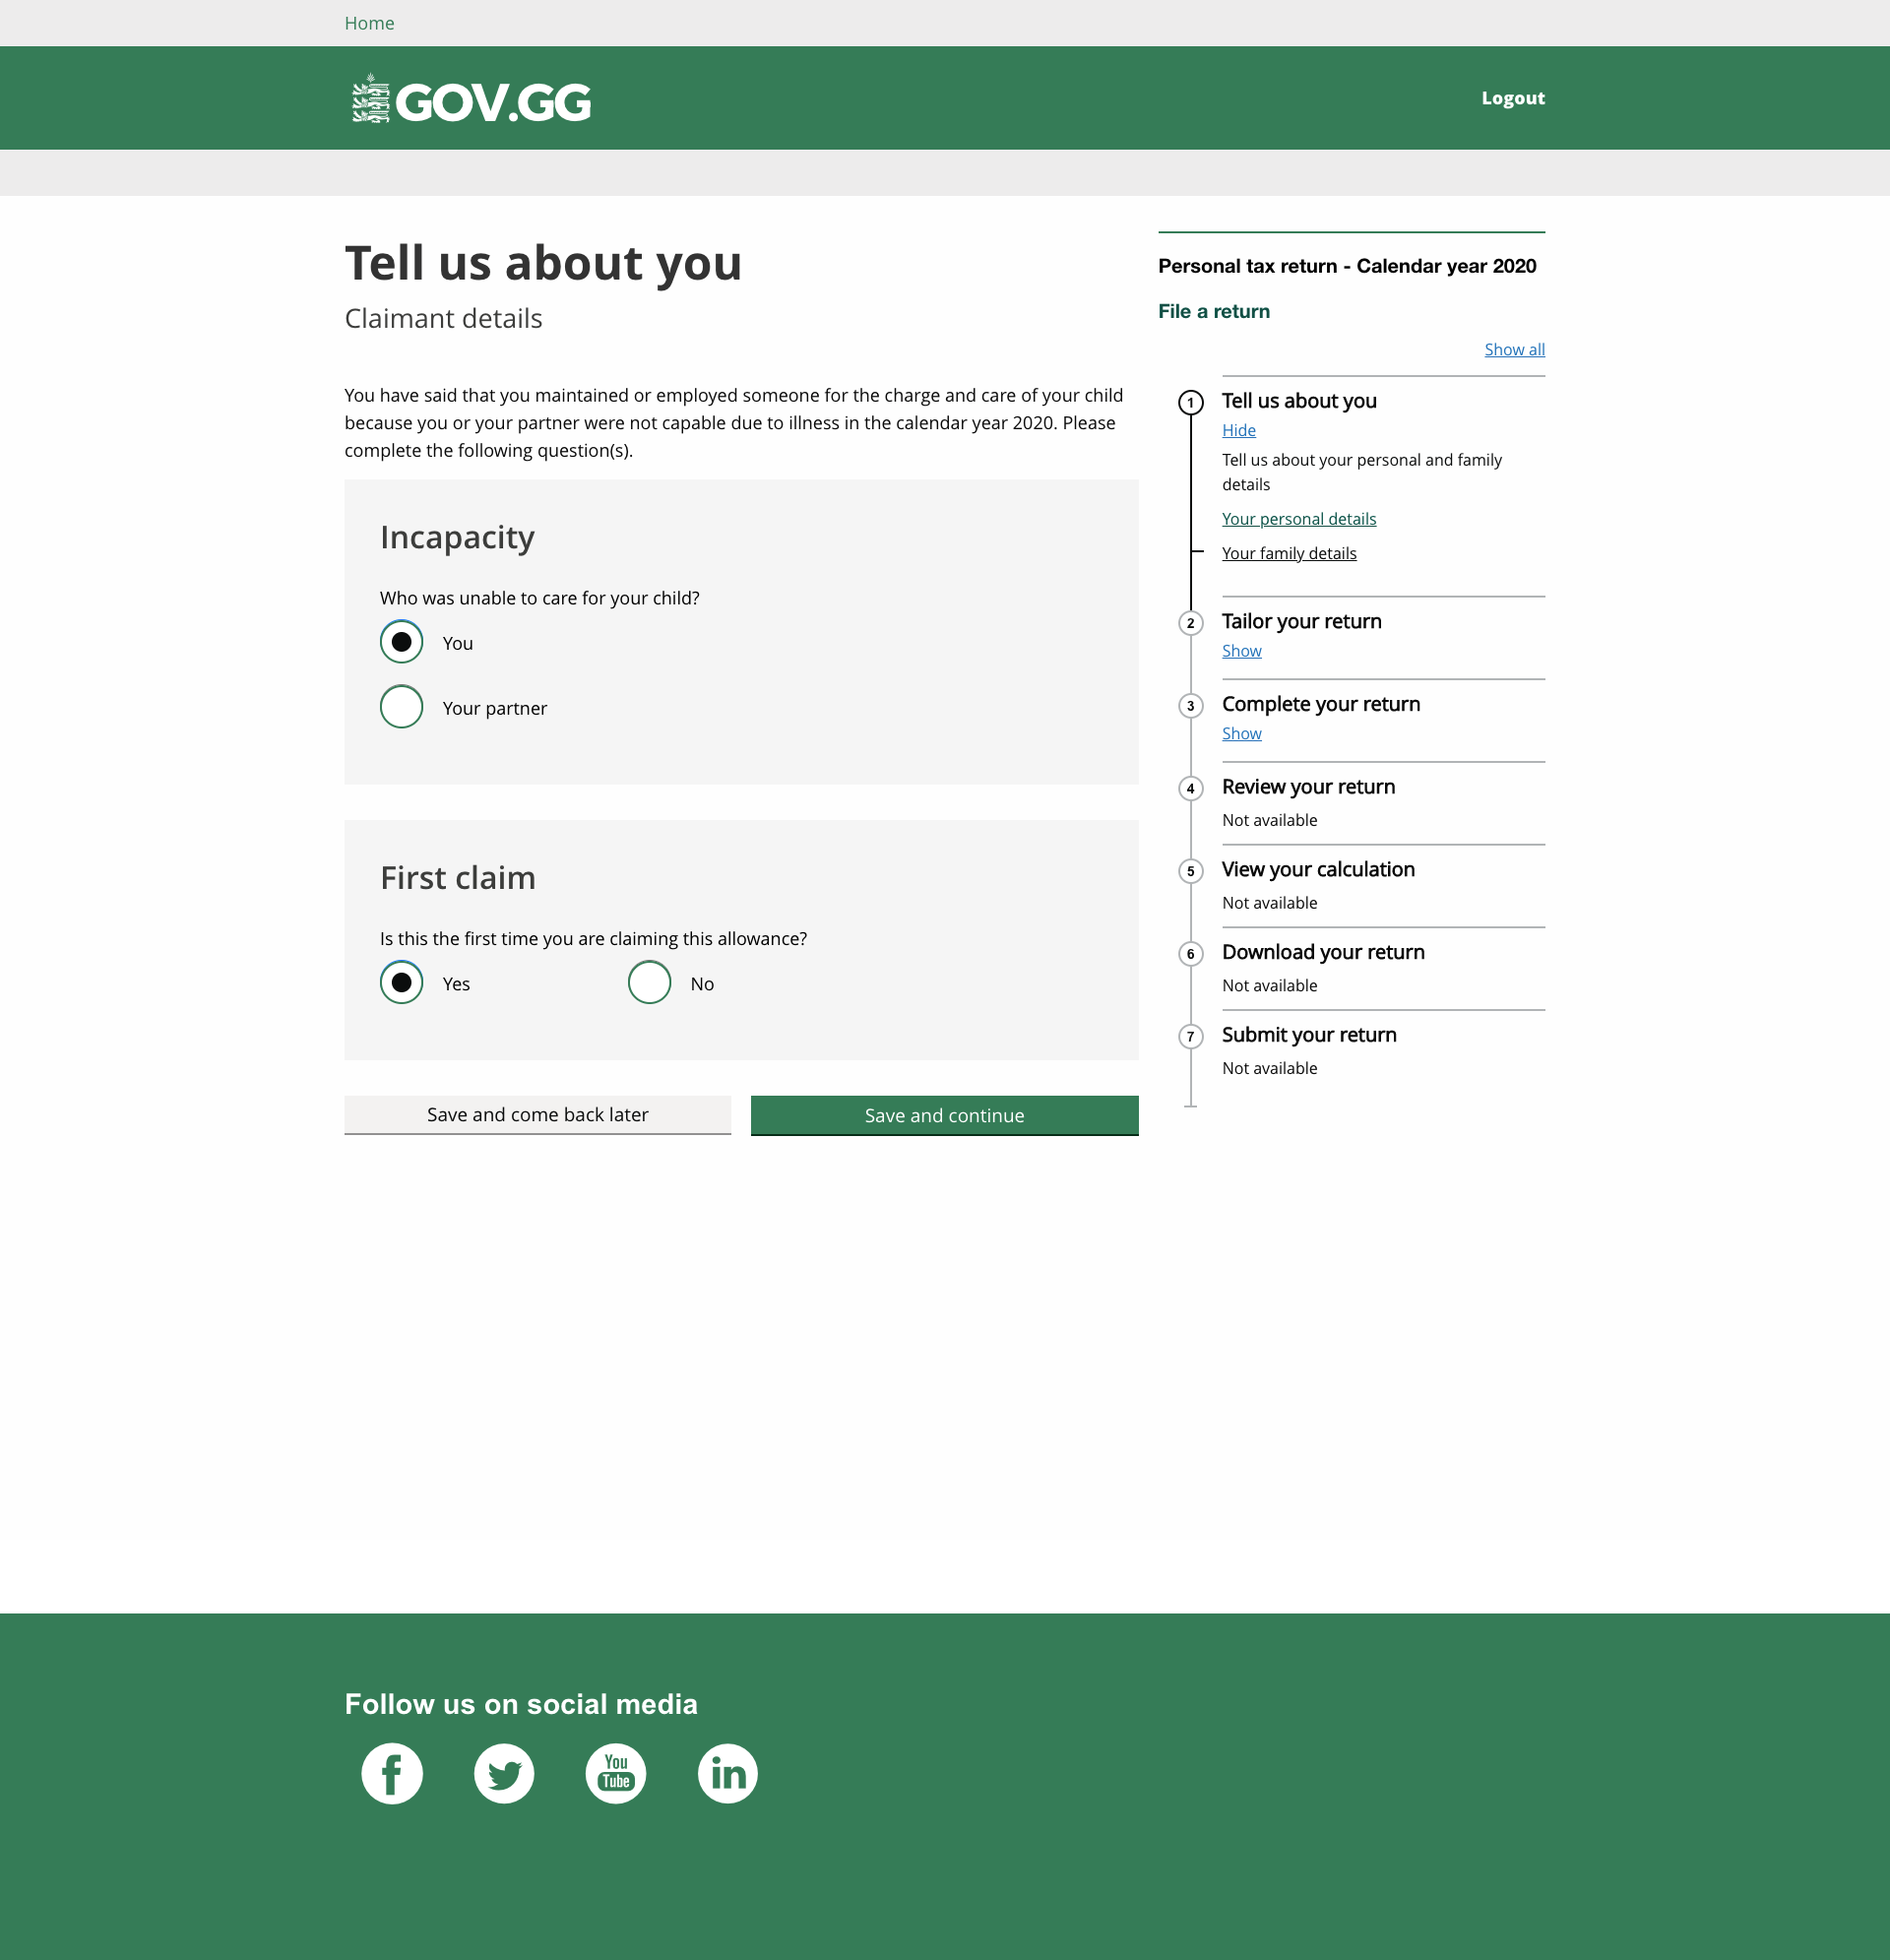 Home
GOV.GG
Logout
Tell us about you
Claimant details
You have said that you maintained or employed someone for the charge and care of your child
because you or your partner were not capable due to illness in the calendar year 2020. Please
complete the following question(s).
Incapacity
Who was unable to care for your child?
You
Your partner
First claim
Is this the first time you are claiming this allowance?
Yes
No
Save and come back later
Save and continue
Personal tax return - Calendar year 2020
File a return
Show all
1
Tell us about you
Hide
Tell us about your personal and family
details
Your personal details
Your family details
2
Tailor your return
Show
3
Complete your return
Show
4
Review your return
Not available
5
View your calculation
Not available
6
Download your return
Not available
7
Submit your return
Not available
Follow us on social media
f
You
Tube
in